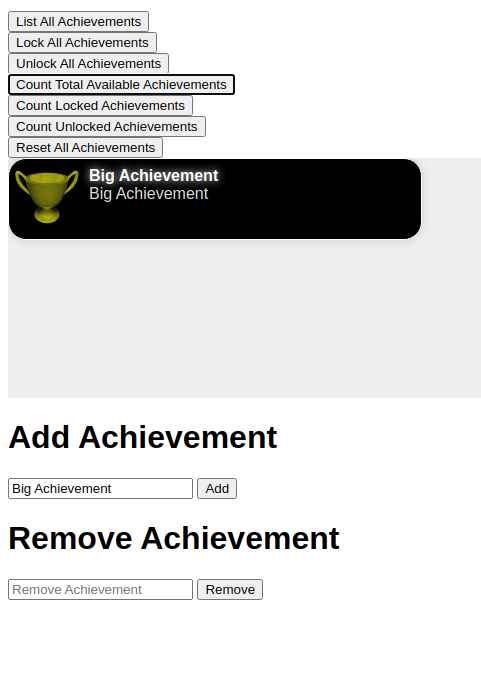 List All Achievements
Lock All Achievements
Unlock All Achievements
Count Total Available Achievements
Count Locked Achievements
Count Unlocked Achievements
Reset All Achievements
Big Achievement
Big Achievement
Add Achievement
Big Achievement Add
Remove Achievement
Remove Achievement Remove